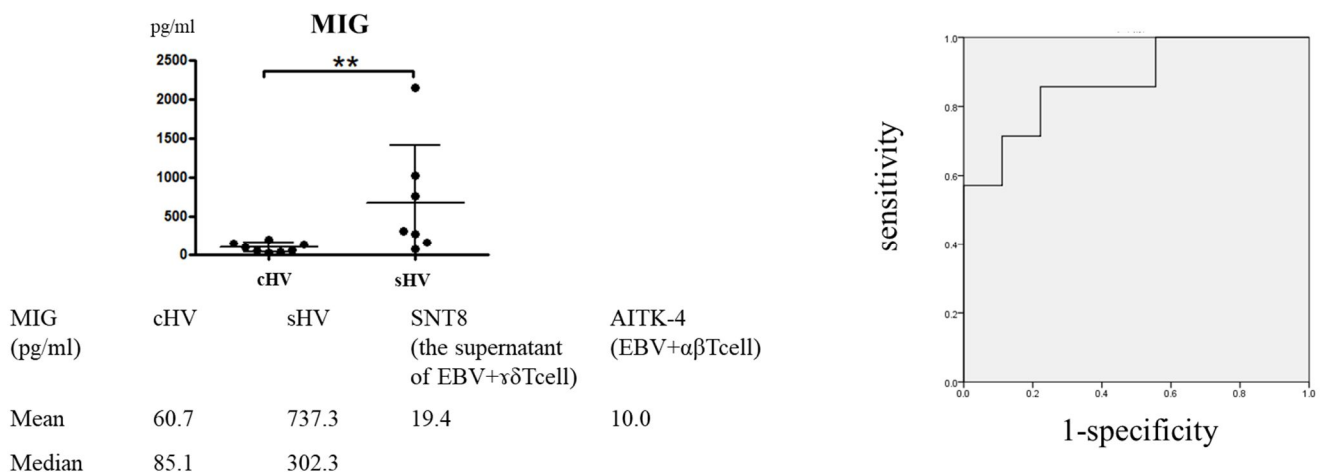 pg/ml
MIG
**
2500
2000
1500
1000
500
0
cHV sHV
MIG cHV sHV SNT8 AITK-4
(pg/ml) (the supernatant (EBV+αβTcell)
of EBV+ɤδTcell)
Mean 60.7 737.3 19.4 10.0
Median 85.1 302.3
sensitivity
1.0
0.8
0.6
0.4
0.2
0.0
0.0 0.2 0.4 0.6 0.8 1.0
1-specificity